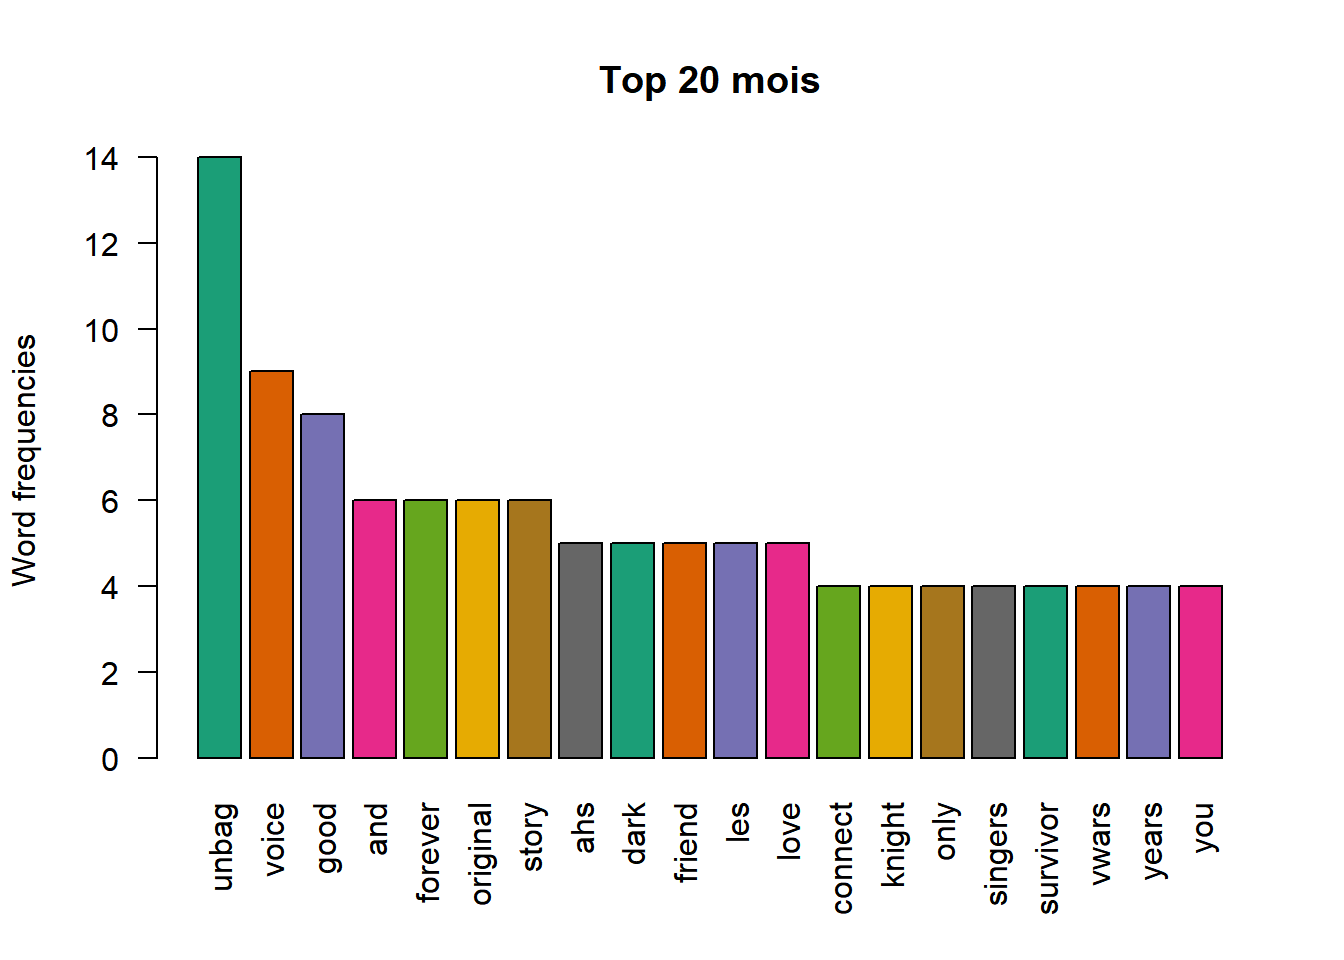 Top 20 mois
Word frequencies
14
12
10
8
6
4
2
0
unbag
voice
good
and
forever
original
story
ahs
dark
friend
les
love
connect
knight
only
singers
survivor
vwars
years
you